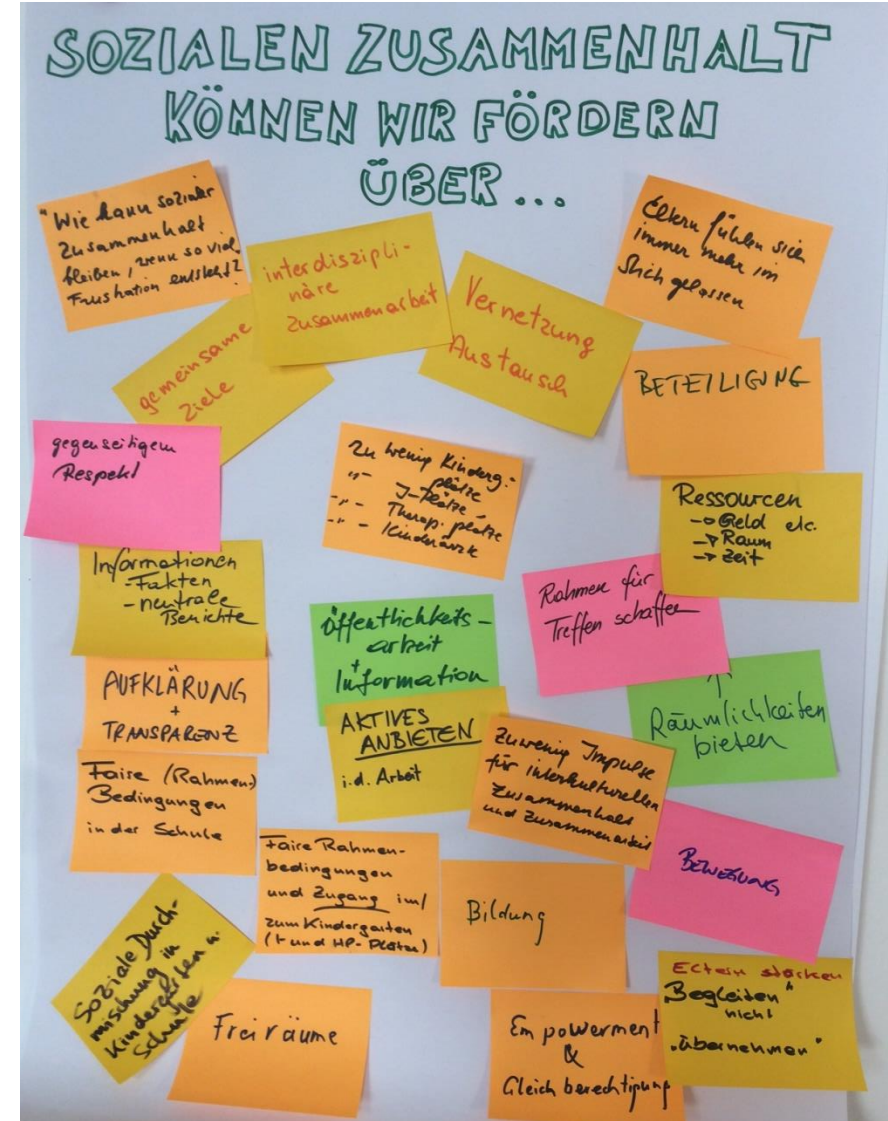 SOZIALEN ZUSAMMENHALT
KÖNNEN WIR FÖRDERN
ÜBER...
"Wie kann sozialer
Zusammenhalt
bleiben, wenn so viel
Frustration entsteht?
interdiszipli-
näre
Zusammenarbeit
Vernetzung
Austausch
Eltern fühlen sich
immer mehr im
Stich gelassen
gemeinsame
Ziele
BETEILIGUNG
gegenseitigem
Respekt
Zu wenig Kinderg.-
plätze
-"- I-Plätze-
-"- Therap. plätze
-"- Kinderärzte
Ressourcen
→ Geld etc.
→ Raum
→ Zeit
Informationen
- Fakten
- neutrale
Berichte
Öffentlichkeits-
arbeit
+
Information
Rahmen für
Treffen schaffen
AUFKLÄRUNG
+
TRANSPARENZ
AKTIVES
ANBIETEN
i.d. Arbeit
↑
Räumlichkeiten
bieten
Zuwenig Impulse
für interkulturellen
Zusammenhalt
und Zusammenarbeit
Faire (Rahmen-)
Bedingungen
in der Schule
Faire Rahmen-
bedingungen
und Zugang im/
zum Kindergarten
(I und HP-Plätze)
Bildung
BEWEGUNG
Soziale Durch-
mischung in
Kindergärten u.
Schule
Freiräume
Empowerment
&
Gleichberechtigung
Eltern stärken
Begleiten"
nicht
"übernehmen"